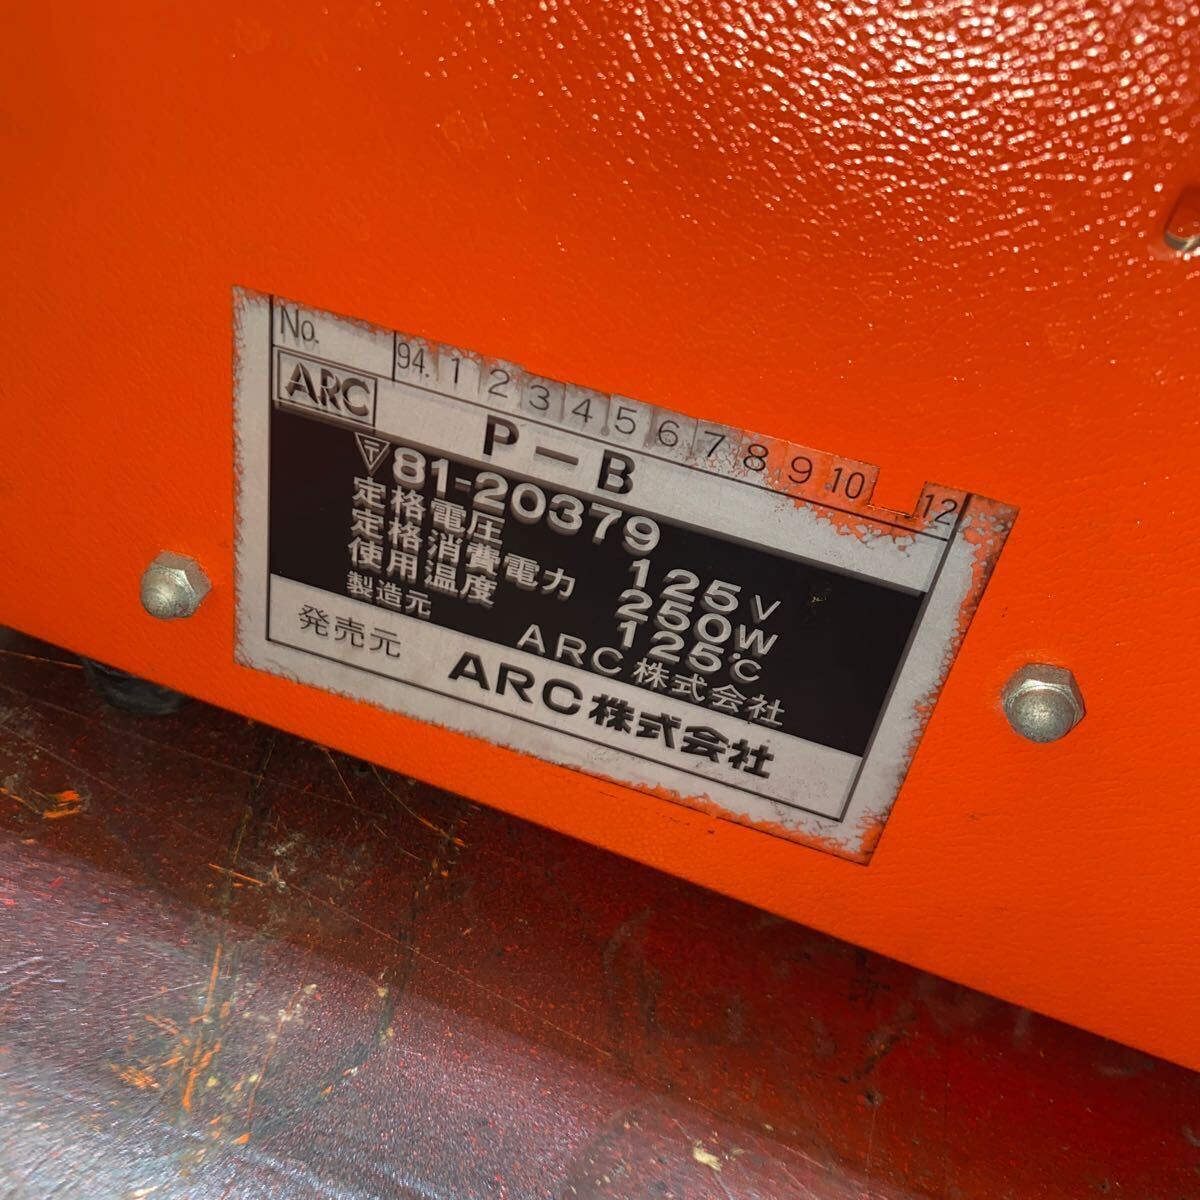 No. 94. 1 2 3 4 5 6 7 8 9 10 12
ARC P-B
〒 81-20379
定格電圧 125V
定格消費電力 250W
使用温度 125℃
製造元 ARC株式会社
発売元 ARC株式会社